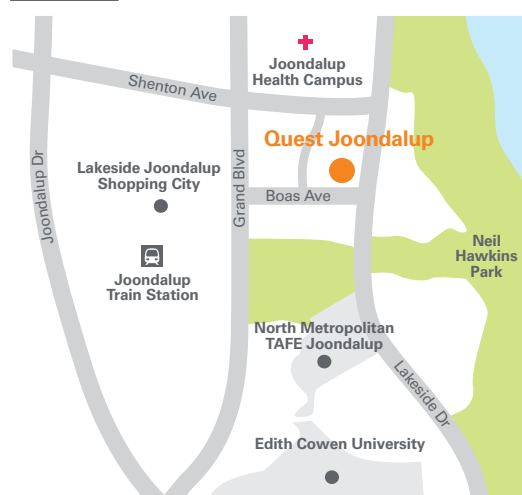 Joondalup
Health Campus
Shenton Ave
Quest Joondalup
Joondalup Dr
Lakeside Joondalup
Shopping City
Grand Blvd
Boas Ave
Neil
Hawkins
Park
Joondalup
Train Station
North Metropolitan
TAFE Joondalup
Lakeside Dr
Edith Cowen University